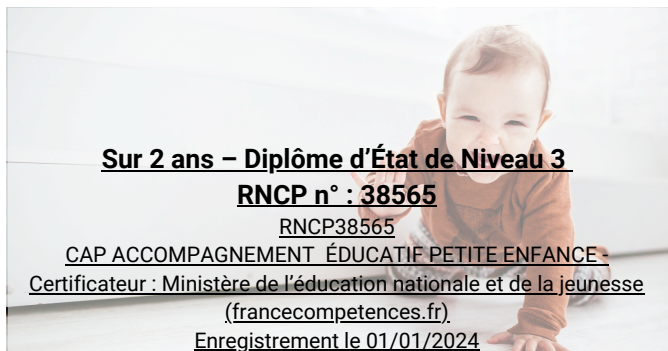 Sur 2 ans – Diplôme d’État de Niveau 3
RNCP n° : 38565
RNCP38565
CAP ACCOMPAGNEMENT ÉDUCATIF PETITE ENFANCE -
Certificateur : Ministère de l’éducation nationale et de la jeunesse
(francecompetences.fr)
Enregistrement le 01/01/2024